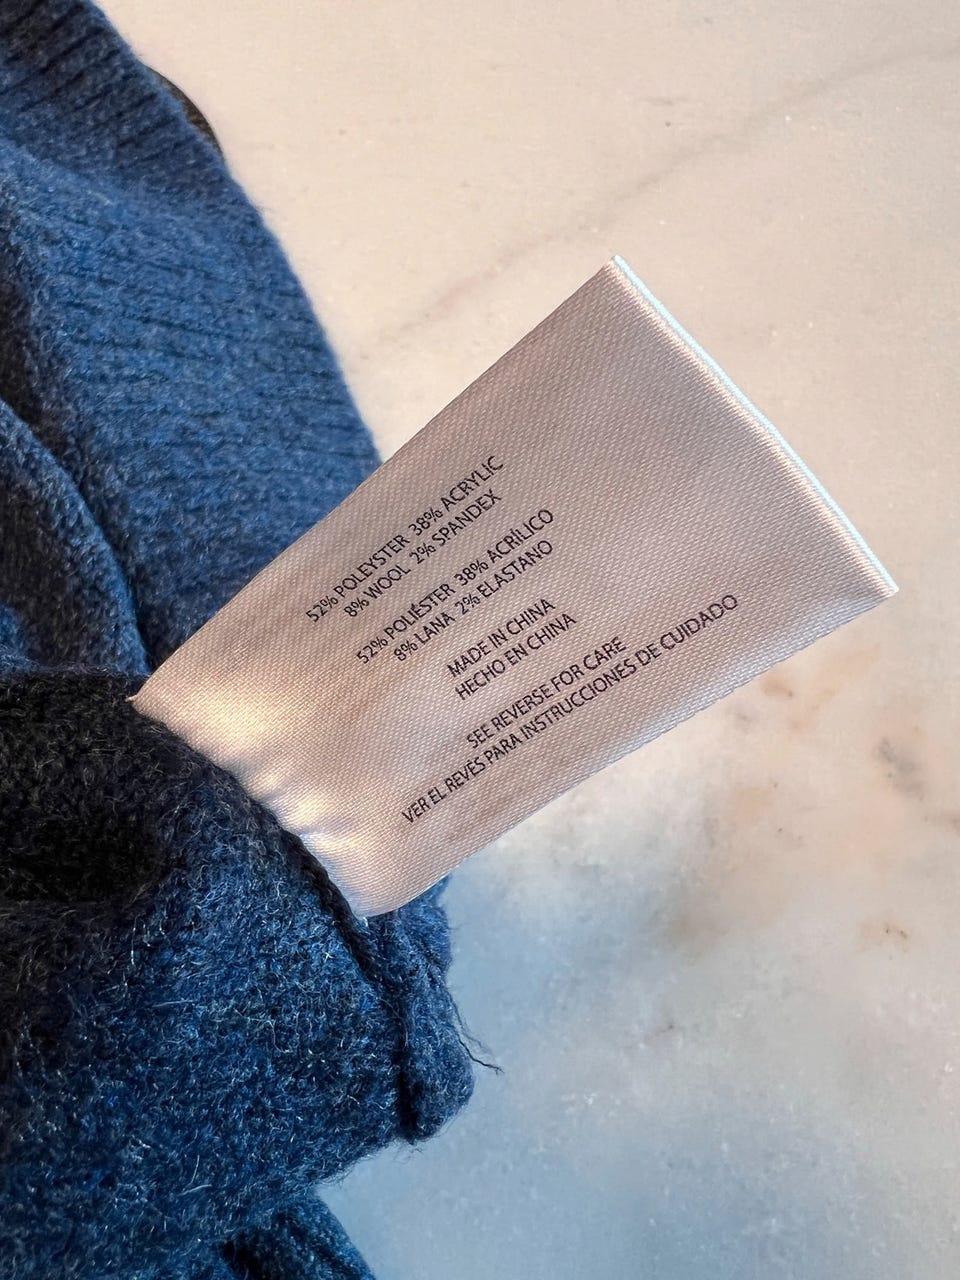 52% POLEYSTER 38% ACRYLIC
8% WOOL 2% SPANDEX
52% POLIÉSTER 38% ACRÍLICO
8% LANA 2% ELASTANO
MADE IN CHINA
HECHO EN CHINA
SEE REVERSE FOR CARE
VER EL REVÉS PARA INSTRUCCIONES DE CUIDADO